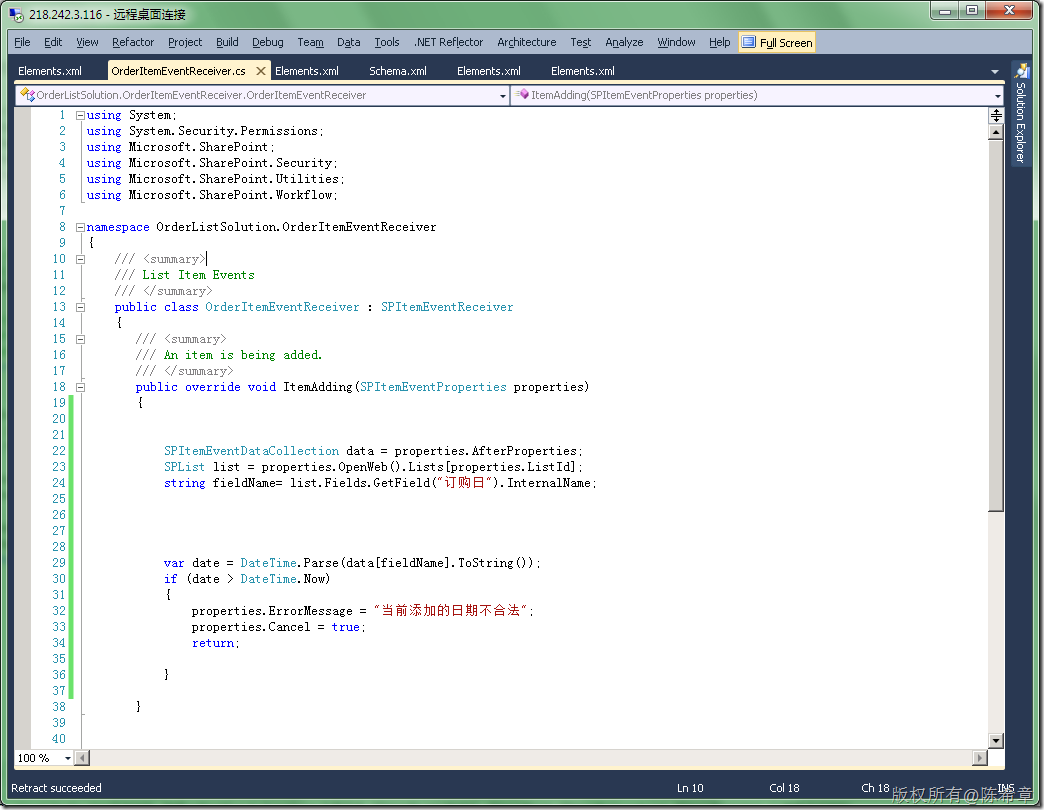 218.242.3.116 - 远程桌面连接
File Edit View Refactor Project Build Debug Team Data Tools .NET Reflector Architecture Test Analyze Window Help Full Screen
Elements.xml OrderItemEventReceiver.cs Elements.xml Schema.xml Elements.xml Elements.xml
OrderListSolution.OrderItemEventReceiver.OrderItemEventReceiver ItemAdding(SPItemEventProperties properties)
Solution Explorer
1 using System;
2 using System.Security.Permissions;
3 using Microsoft.SharePoint;
4 using Microsoft.SharePoint.Security;
5 using Microsoft.SharePoint.Utilities;
6 using Microsoft.SharePoint.Workflow;
7
8 namespace OrderListSolution.OrderItemEventReceiver
9 {
10 /// <summary>
11 /// List Item Events
12 /// </summary>
13 public class OrderItemEventReceiver : SPItemEventReceiver
14 {
15 /// <summary>
16 /// An item is being added.
17 /// </summary>
18 public override void ItemAdding(SPItemEventProperties properties)
19 {
20
21
22 SPItemEventDataCollection data = properties.AfterProperties;
23 SPList list = properties.OpenWeb().Lists[properties.ListId];
24 string fieldName= list.Fields.GetField("订购日").InternalName;
25
26
27
28
29 var date = DateTime.Parse(data[fieldName].ToString());
30 if (date > DateTime.Now)
31 {
32 properties.ErrorMessage = "当前添加的日期不合法";
33 properties.Cancel = true;
34 return;
35
36 }
37
38 }
39
40
100 %
Retract succeeded Ln 10 Col 18 Ch 18 INS
版权所有@陈希章